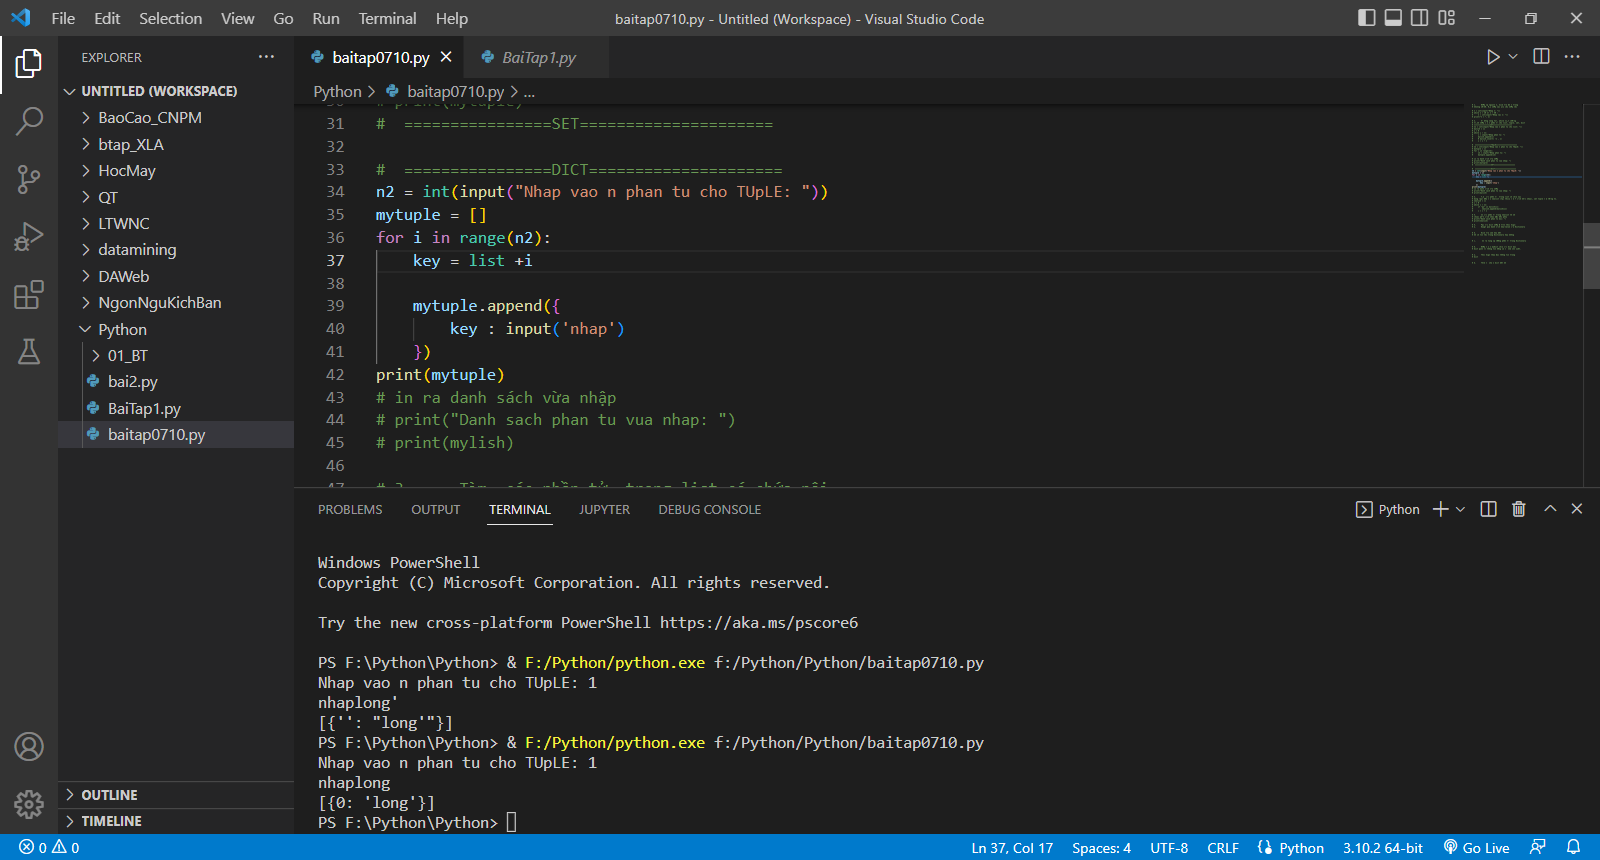 File Edit Selection View Go Run Terminal Help
baitap0710.py - Untitled (Workspace) - Visual Studio Code
EXPLORER
UNTITLED (WORKSPACE)
BaoCao_CNPM
btap_XLA
HocMay
QT
LTWNC
datamining
DAWeb
NgonNguKichBan
Python
01_BT
bai2.py
BaiTap1.py
baitap0710.py
OUTLINE
TIMELINE
baitap0710.py BaiTap1.py
Python > baitap0710.py > ...
31 # ================SET=====================
32
33 # ================DICT=====================
34 n2 = int(input("Nhap vao n phan tu cho TUpLE: "))
35 mytuple = []
36 for i in range(n2):
37 key = list +i
38
39 mytuple.append({
40 key : input('nhap')
41 })
42 print(mytuple)
43 # in ra danh sách vừa nhập
44 # print("Danh sach phan tu vua nhap: ")
45 # print(mylish)
46
PROBLEMS OUTPUT TERMINAL JUPYTER DEBUG CONSOLE
Python
Windows PowerShell
Copyright (C) Microsoft Corporation. All rights reserved.
Try the new cross-platform PowerShell https://aka.ms/pscore6
PS F:\Python\Python> & F:/Python/python.exe f:/Python/Python/baitap0710.py
Nhap vao n phan tu cho TUpLE: 1
nhaplong'
[{'': "long'"}]
PS F:\Python\Python> & F:/Python/python.exe f:/Python/Python/baitap0710.py
Nhap vao n phan tu cho TUpLE: 1
nhaplong
[{0: 'long'}]
PS F:\Python\Python>
0 0 Ln 37, Col 17 Spaces: 4 UTF-8 CRLF Python 3.10.2 64-bit Go Live